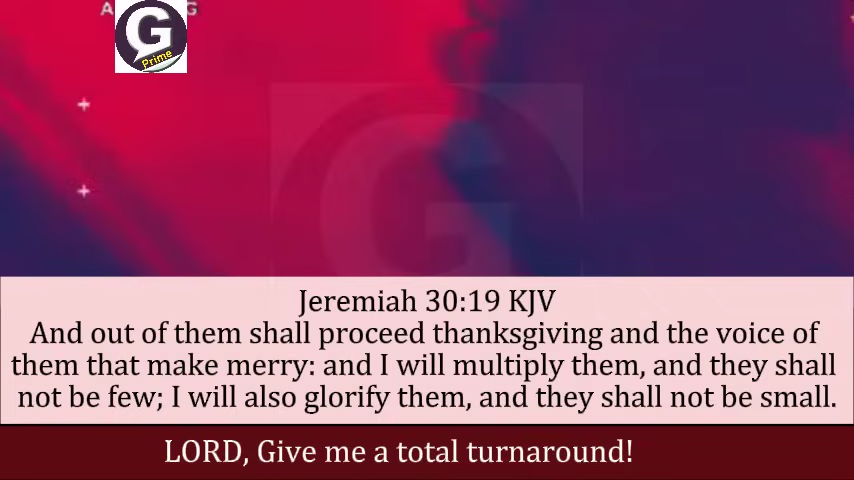 G
Prime
Jeremiah 30:19 KJV
And out of them shall proceed thanksgiving and the voice of
them that make merry: and I will multiply them, and they shall
not be few; I will also glorify them, and they shall not be small.
LORD, Give me a total turnaround!